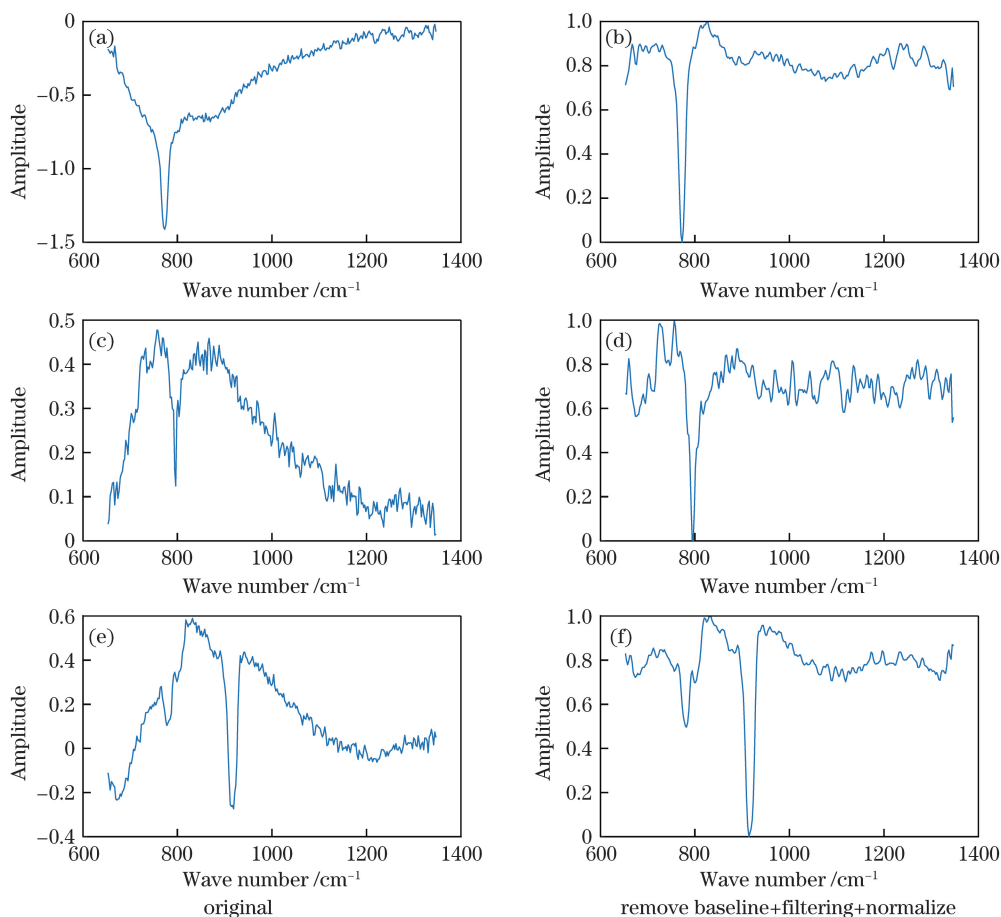 (a)
0
−0.5
−1.0
−1.5
600 800 1000 1200 1400
Amplitude
Wave number /cm⁻¹
(b)
1.0
0.8
0.6
0.4
0.2
0
600 800 1000 1200 1400
Amplitude
Wave number /cm⁻¹
(c)
0.5
0.4
0.3
0.2
0.1
0
600 800 1000 1200 1400
Amplitude
Wave number /cm⁻¹
(d)
1.0
0.8
0.6
0.4
0.2
0
600 800 1000 1200 1400
Amplitude
Wave number /cm⁻¹
(e)
0.6
0.4
0.2
0
−0.2
−0.4
600 800 1000 1200 1400
Amplitude
Wave number /cm⁻¹
original
(f)
1.0
0.8
0.6
0.4
0.2
0
600 800 1000 1200 1400
Amplitude
Wave number /cm⁻¹
remove baseline+filtering+normalize